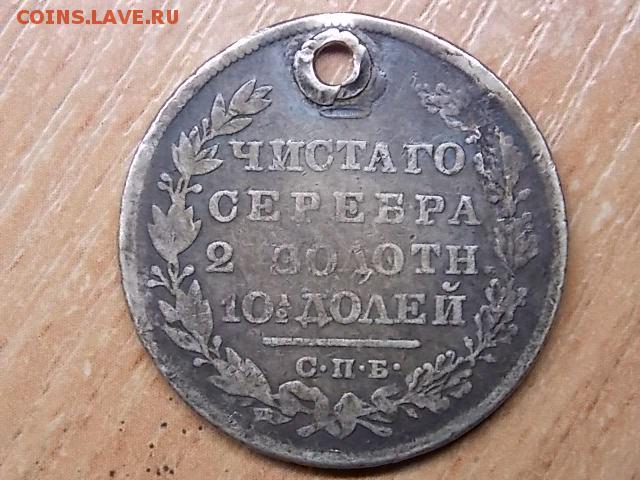 COINS.LAVE.RU
ЧИСТАГО
СЕРЕБРА
2 ЗОЛОТН
10½ ДОЛЕЙ
С·П·Б·